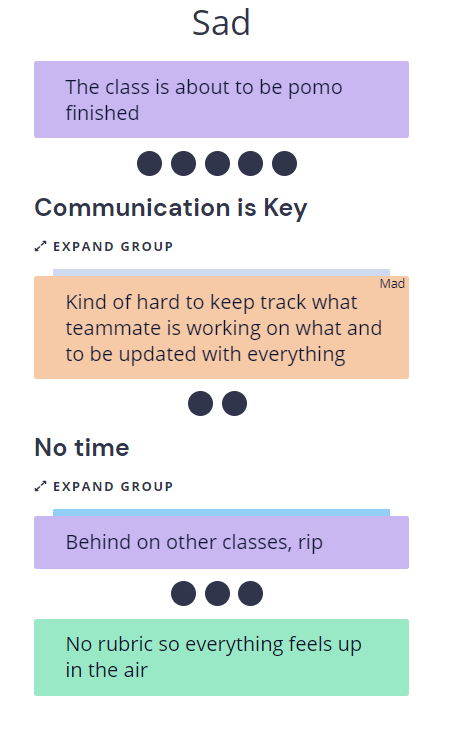 Sad
The class is about to be pomo
finished
Communication is Key
EXPAND GROUP
Mad
Kind of hard to keep track what
teammate is working on what and
to be updated with everything
No time
EXPAND GROUP
Behind on other classes, rip
No rubric so everything feels up
in the air